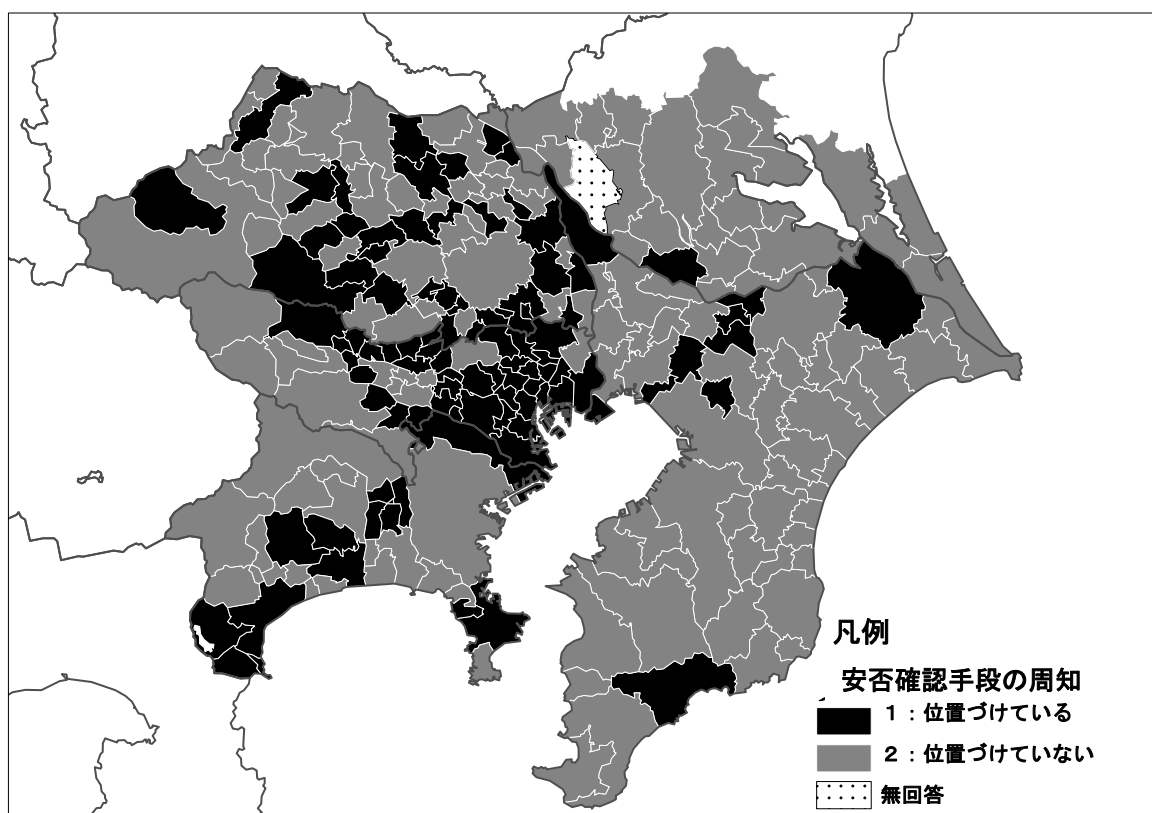 凡例
安否確認手段の周知
１：位置づけている
２：位置づけていない
無回答